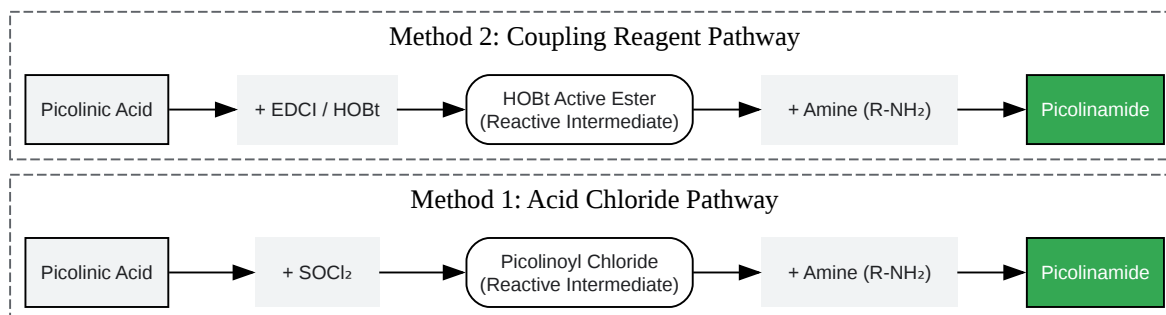 Method 2: Coupling Reagent Pathway
Picolinic Acid
+ EDCI / HOBt
HOBt Active Ester
(Reactive Intermediate)
+ Amine (R-NH₂)
Picolinamide
Method 1: Acid Chloride Pathway
Picolinic Acid
+ SOCl₂
Picolinoyl Chloride
(Reactive Intermediate)
+ Amine (R-NH₂)
Picolinamide